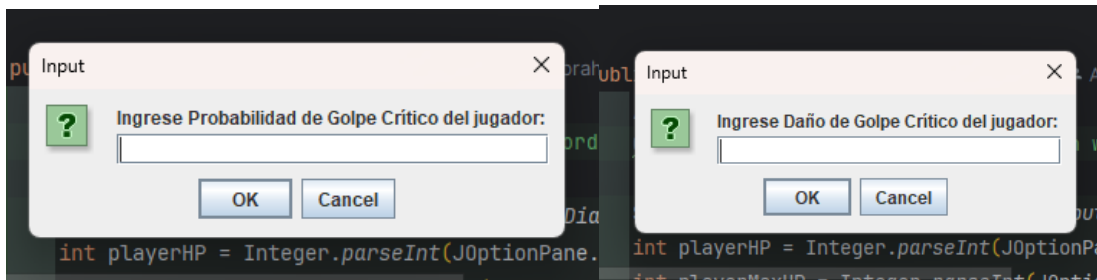 Input
Ingrese Probabilidad de Golpe Crítico del jugador:
OK Cancel
int playerHP = Integer.parseInt(JOptionPane.
Input
Ingrese Daño de Golpe Crítico del jugador:
OK Cancel
int playerHP = Integer.parseInt(JOptionPa